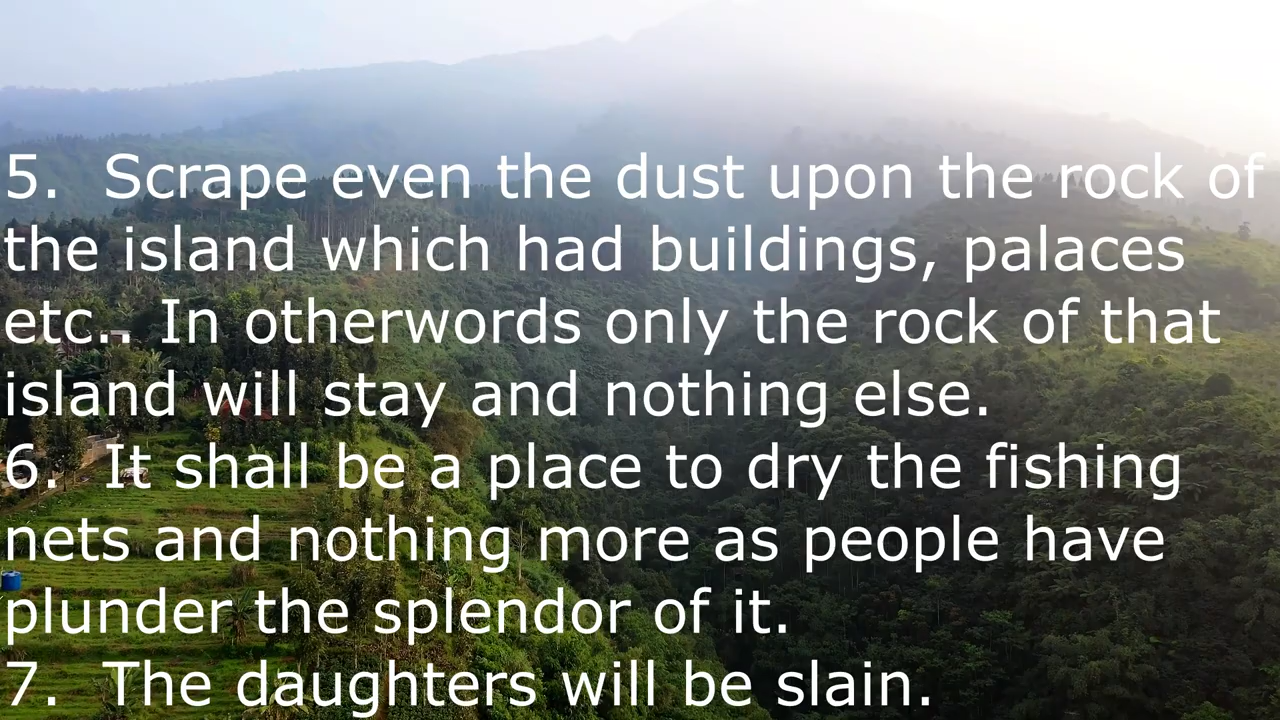 5.  Scrape even the dust upon the rock of
the island which had buildings, palaces
etc.. In otherwords only the rock of that
island will stay and nothing else.
6.  It shall be a place to dry the fishing
nets and nothing more as people have
plunder the splendor of it.
7.  The daughters will be slain.